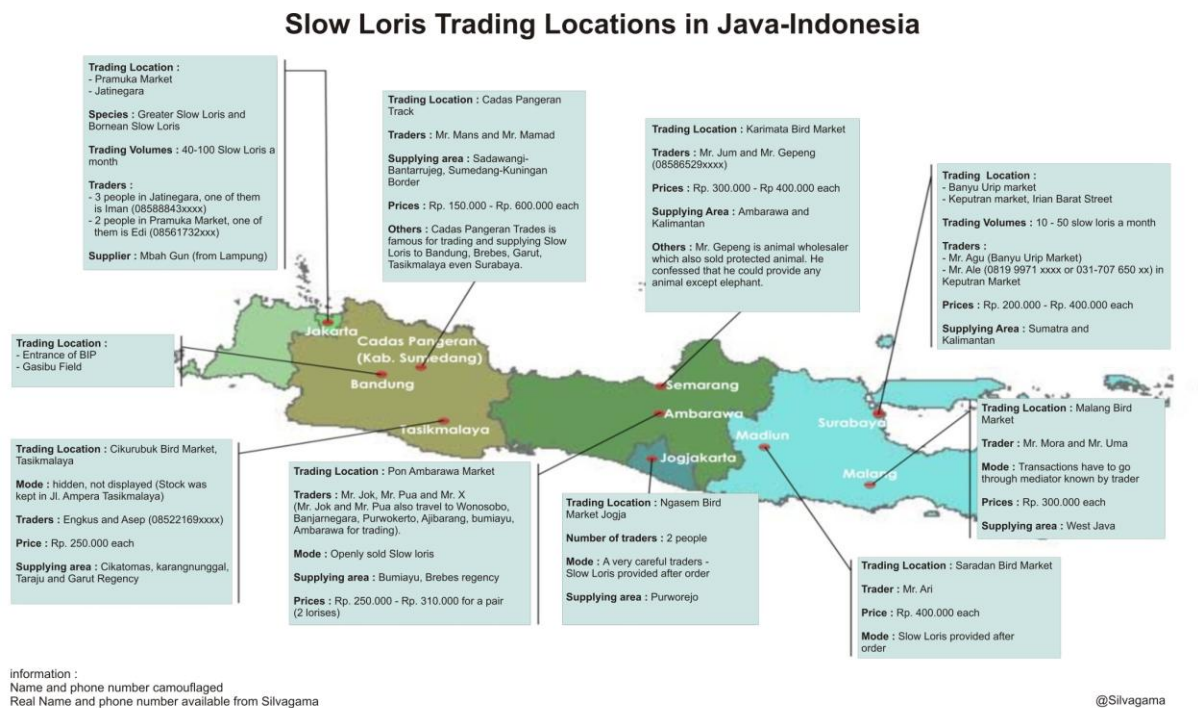 Slow Loris Trading Locations in Java-Indonesia
Trading Location :
- Pramuka Market
- Jatinegara
Species : Greater Slow Loris and
Bornean Slow Loris
Trading Volumes : 40-100 Slow Loris a
month
Traders :
- 3 people in Jatinegara, one of them
is Iman (08588843xxxx)
- 2 people in Pramuka Market, one of
them is Edi (08561732xxx)
Supplier : Mbah Gun (from Lampung)
Trading Location : Cadas Pangeran
Track
Traders : Mr. Mans and Mr. Mamad
Supplying area : Sadawangi-
Bantarrujeg, Sumedang-Kuningan
Border
Prices : Rp. 150.000 - Rp. 600.000 each
Others : Cadas Pangeran Trades is
famous for trading and supplying Slow
Loris to Bandung, Brebes, Garut,
Tasikmalaya even Surabaya.
Trading Location : Karimata Bird Market
Traders : Mr. Jum and Mr. Gepeng
(08586529xxxx)
Prices : Rp. 300.000 - Rp 400.000 each
Supplying Area : Ambarawa and
Kalimantan
Others : Mr. Gepeng is animal wholesaler
which also sold protected animal. He
confessed that he could provide any
animal except elephant.
Trading Location :
- Banyu Urip market
- Keputran market, Irian Barat Street
Trading Volumes : 10 - 50 slow loris a month
Traders :
- Mr. Agu (Banyu Urip Market)
- Mr. Ale (0819 9971 xxxx or 031-707 650 xx) in
Keputran Market
Prices : Rp. 200.000 - Rp. 400.000 each
Supplying Area : Sumatra and
Kalimantan
Trading Location :
- Entrance of BIP
- Gasibu Field
Jakarta
Cadas Pangeran
(Kab. Sumedang)
Bandung
Tasikmalaya
Semarang
Ambarawa
Jogjakarta
Madiun
Surabaya
Malang
Trading Location : Cikurubuk Bird Market,
Tasikmalaya
Mode : hidden, not displayed (Stock was
kept in Jl. Ampera Tasikmalaya)
Traders : Engkus and Asep (08522169xxxx)
Price : Rp. 250.000 each
Supplying area : Cikatomas, karangnunggal,
Taraju and Garut Regency
Trading Location : Pon Ambarawa Market
Traders : Mr. Jok, Mr. Pua and Mr. X
(Mr. Jok and Mr. Pua also travel to Wonosobo,
Banjarnegara, Purwokerto, Ajibarang, bumiayu,
Ambarawa for trading).
Mode : Openly sold Slow loris
Supplying area : Bumiayu, Brebes regency
Prices : Rp. 250.000 - Rp. 310.000 for a pair
(2 lorises)
Trading Location : Ngasem Bird
Market Jogja
Number of traders : 2 people
Mode : A very careful traders -
Slow Loris provided after order
Supplying area : Purworejo
Trading Location : Malang Bird
Market
Trader : Mr. Mora and Mr. Uma
Mode : Transactions have to go
through mediator known by trader
Prices : Rp. 300.000 each
Supplying area : West Java
Trading Location : Saradan Bird Market
Trader : Mr. Ari
Price : Rp. 400.000 each
Mode : Slow Loris provided after
order
information :
Name and phone number camouflaged
Real Name and phone number available from Silvagama
@Silvagama